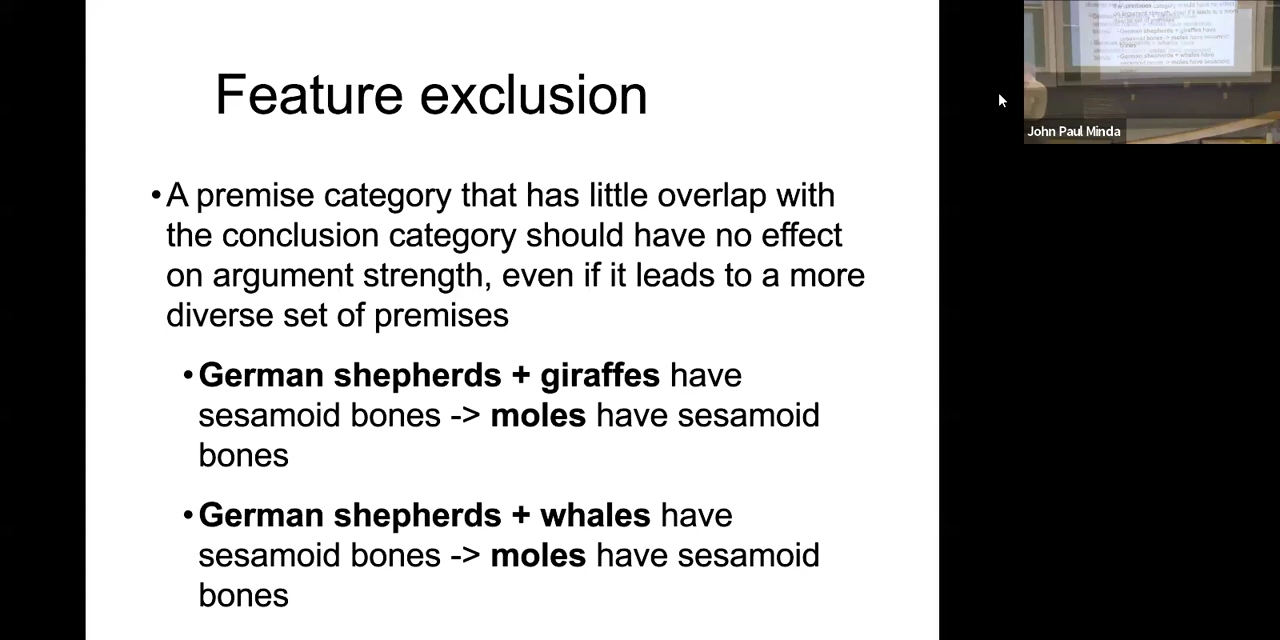 Feature exclusion
•A premise category that has little overlap with
the conclusion category should have no effect
on argument strength, even if it leads to a more
diverse set of premises
•German shepherds + giraffes have
sesamoid bones -> moles have sesamoid
bones
•German shepherds + whales have
sesamoid bones -> moles have sesamoid
bones
John Paul Minda